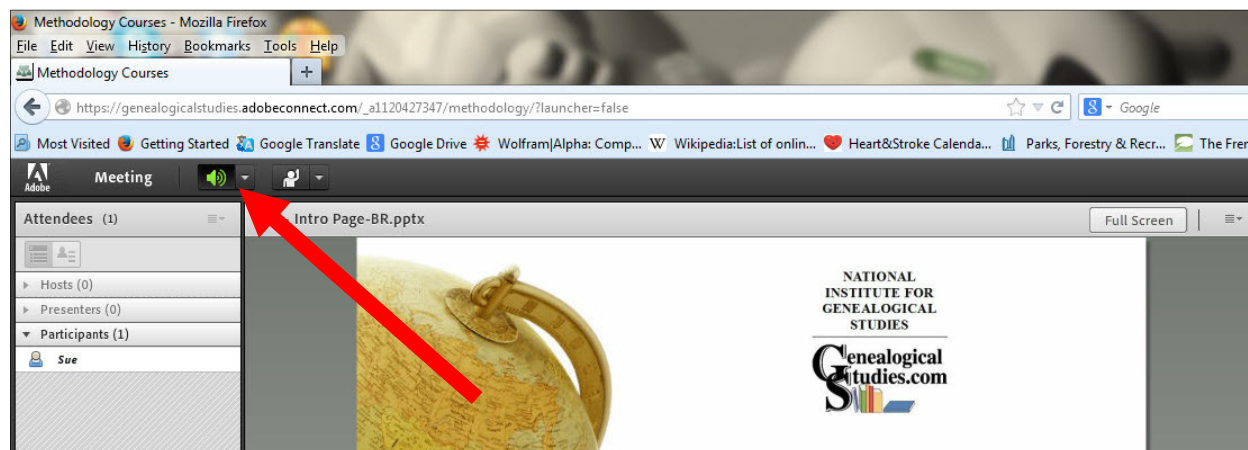 Methodology Courses - Mozilla Firefox
File Edit View History Bookmarks Tools Help
Methodology Courses +
https://genealogicalstudies.adobeconnect.com/_a1120427347/methodology/?launcher=false 8 Google
Most Visited Getting Started Google Translate 8 Google Drive Wolfram|Alpha: Comp... W Wikipedia:List of onlin... Heart&Stroke Calenda... Parks, Forestry & Recr... The Fren
Adobe Meeting
Attendees (1) Intro Page-BR.pptx Full Screen
Hosts (0)
Presenters (0)
Participants (1)
Sue
NATIONAL
INSTITUTE FOR
GENEALOGICAL
STUDIES
Genealogical
Studies.com